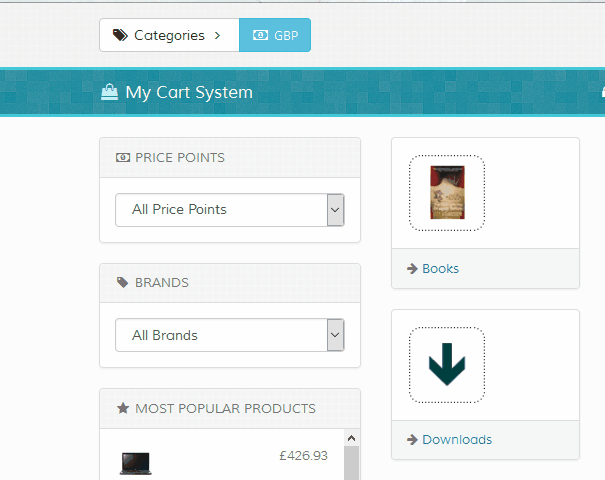 Categories
GBP
My Cart System
PRICE POINTS
All Price Points
BRANDS
All Brands
MOST POPULAR PRODUCTS
£426.93
Books
Downloads